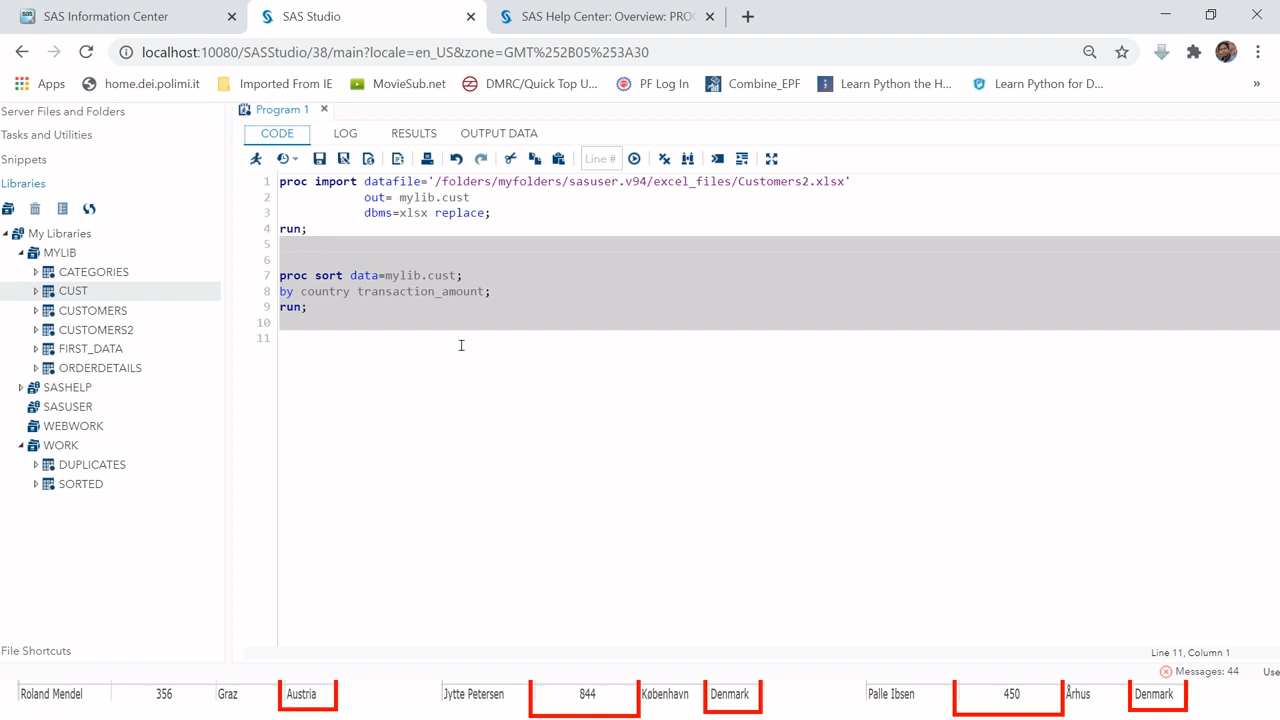 SAS Information Center
SAS Studio
SAS Help Center: Overview: PRO
localhost:10080/SASStudio/38/main?locale=en_US&zone=GMT%252B05%253A30
Apps
home.dei.polimi.it
Imported From IE
MovieSub.net
DMRC/Quick Top U...
PF Log In
Combine_EPF
Learn Python the H...
Learn Python for D...
»
Server Files and Folders
Tasks and Utilities
Snippets
Libraries
My Libraries
MYLIB
CATEGORIES
CUST
CUSTOMERS
CUSTOMERS2
FIRST_DATA
ORDERDETAILS
SASHELP
SASUSER
WEBWORK
WORK
DUPLICATES
SORTED
File Shortcuts
Program 1
CODE LOG RESULTS OUTPUT DATA
Line #
1 proc import datafile='/folders/myfolders/sasuser.v94/excel_files/Customers2.xlsx'
2 out= mylib.cust
3 dbms=xlsx replace;
4 run;
5
6
7 proc sort data=mylib.cust;
8 by country transaction_amount;
9 run;
10
11
Line 11, Column 1
Messages: 44
Use
Roland Mendel 356 Graz Austria
Jytte Petersen 844 København Denmark
Palle Ibsen 450 Århus Denmark